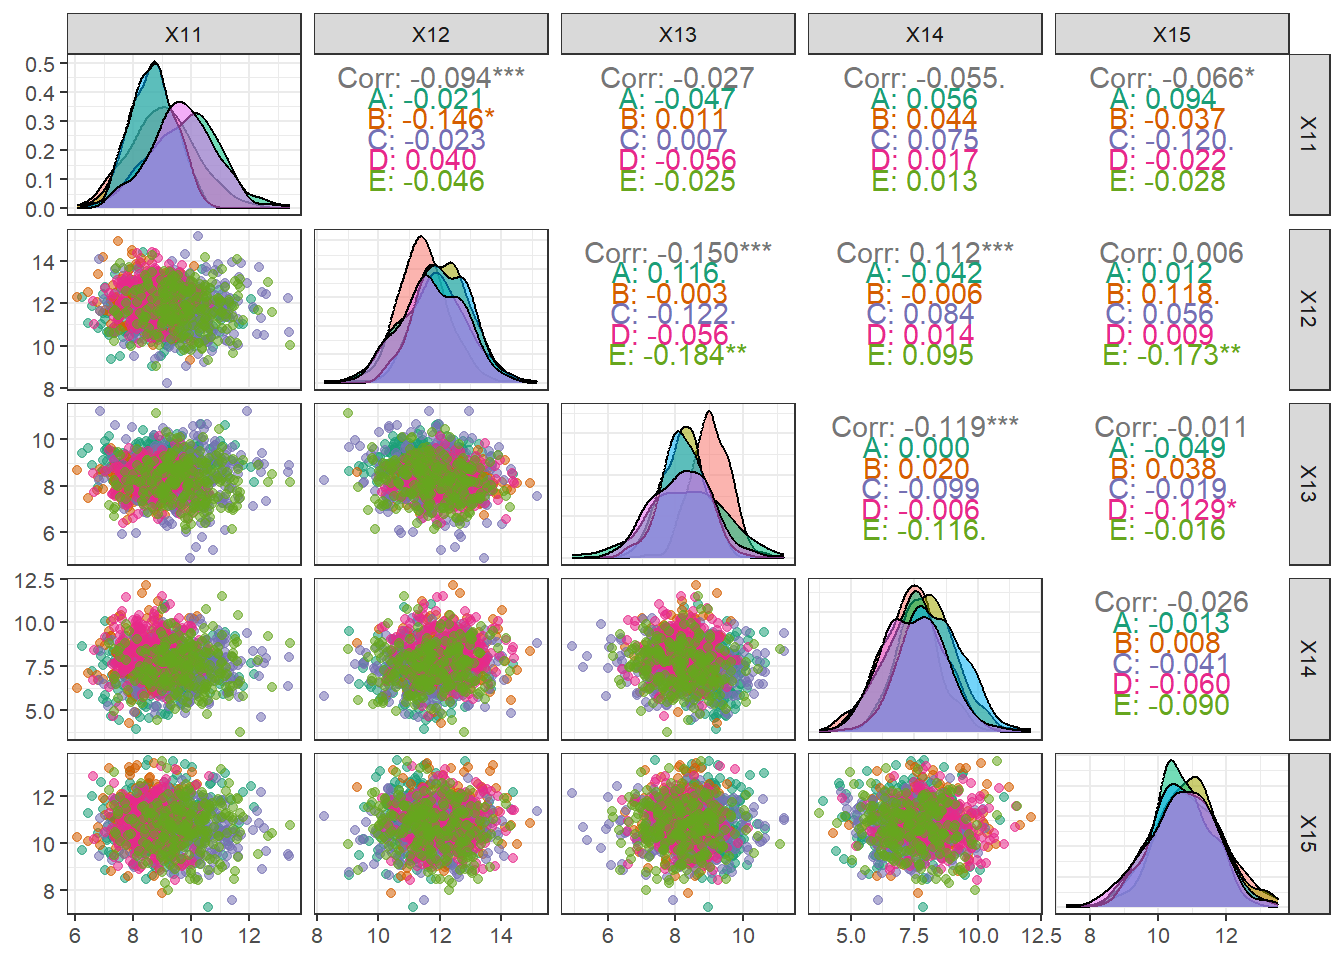 X11 X12 X13 X14 X15
0.5
0.4
0.3
0.2
0.1
0.0
Corr: -0.094***
A: -0.021
B: -0.146*
C: -0.023
D: 0.040
E: -0.046
Corr: -0.027
A: -0.047
B: 0.011
C: 0.007
D: -0.056
E: -0.025
Corr: -0.055.
A: 0.056
B: 0.044
C: 0.075
D: 0.017
E: 0.013
Corr: -0.066*
A: 0.094
B: -0.037
C: -0.120.
D: -0.022
E: -0.028
X11
14
12
10
8
Corr: -0.150***
A: 0.116.
B: -0.003
C: -0.122.
D: -0.056
E: -0.184**
Corr: 0.112***
A: -0.042
B: -0.006
C: 0.084
D: 0.014
E: 0.095
Corr: 0.006
A: 0.012
B: 0.118.
C: 0.056
D: 0.009
E: -0.173**
X12
10
8
6
Corr: -0.119***
A: 0.000
B: 0.020
C: -0.099
D: -0.006
E: -0.116.
Corr: -0.011
A: -0.049
B: 0.038
C: -0.019
D: -0.129*
E: -0.016
X13
12.5
10.0
7.5
5.0
Corr: -0.026
A: -0.013
B: 0.008
C: -0.041
D: -0.060
E: -0.090
X14
12
10
8
X15
6 8 10 12 8 10 12 14 6 8 10 5.0 7.5 10.0 12.5 8 10 12